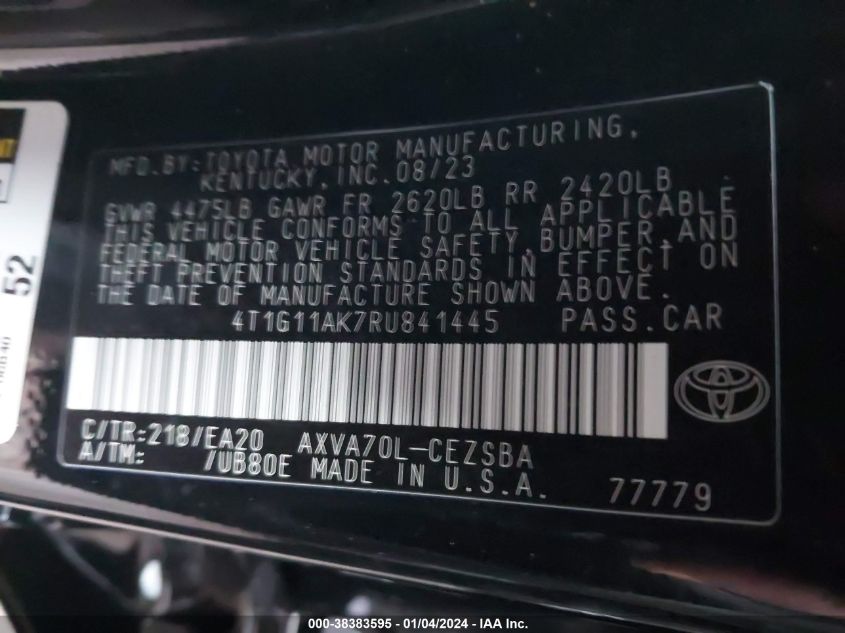 MFD.BY:TOYOTA MOTOR MANUFACTURING,
KENTUCKY, INC. 08/23
GVWR 4475LB GAWR FR 2620LB RR 2420LB
THIS VEHICLE CONFORMS TO ALL APPLICABLE
FEDERAL MOTOR VEHICLE SAFETY, BUMPER, AND
THEFT PREVENTION STANDARDS IN EFFECT ON
THE DATE OF MANUFACTURE SHOWN ABOVE.
4T1G11AK7RU841445 PASS.CAR
C/TR:218/EA20 AXVA70L-CEZSBA
A/TM: /UB80E MADE IN U.S.A. 77779
52
000-38383595 - 01/04/2024 - IAA Inc.